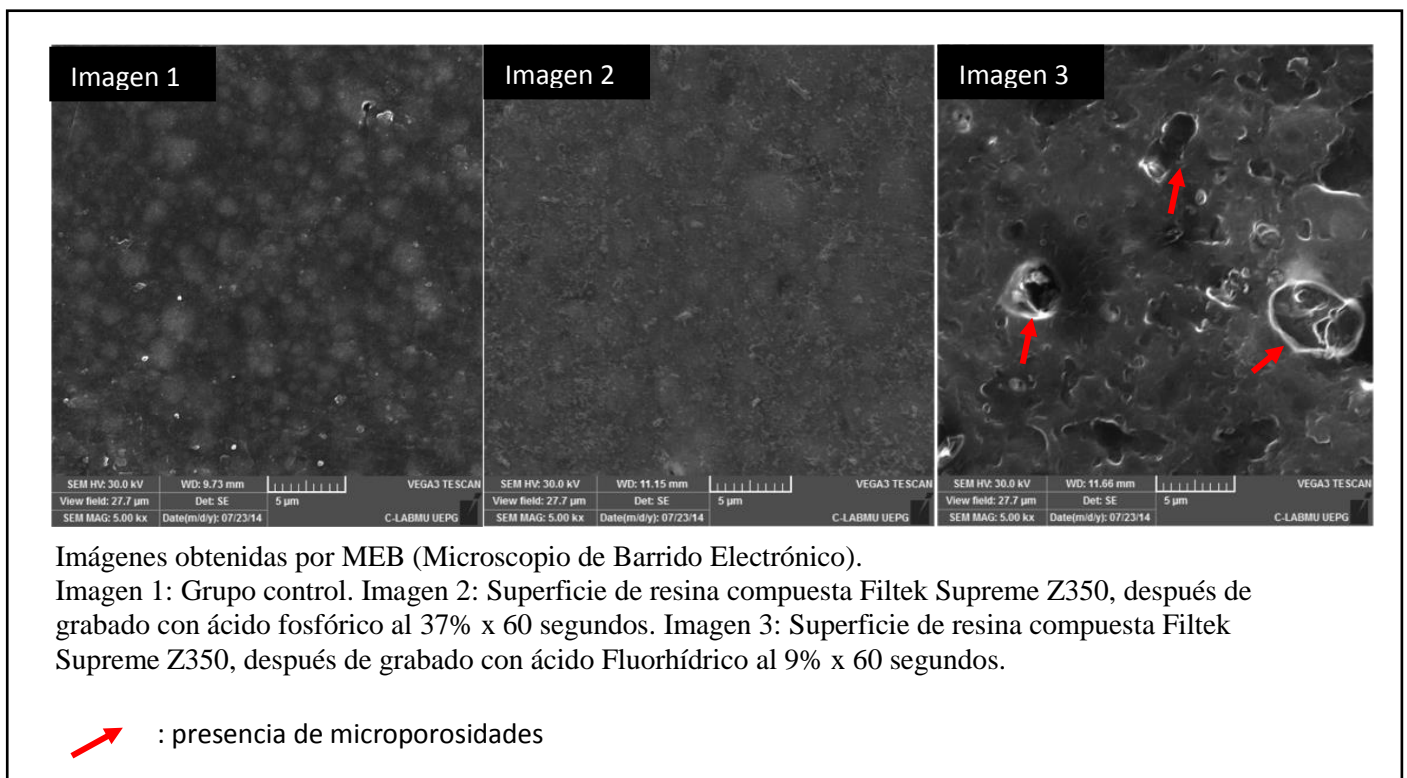 Imagen 1
Imagen 2
Imagen 3
SEM HV: 30.0 kV WD: 9.73 mm VEGA3 TESCAN
View field: 27.7 µm Det: SE 5 µm
SEM MAG: 5.00 kx Date(m/d/y): 07/23/14 C-LABMU UEPG
SEM HV: 30.0 kV WD: 11.15 mm VEGA3 TESCAN
View field: 27.7 µm Det: SE 5 µm
SEM MAG: 5.00 kx Date(m/d/y): 07/23/14 C-LABMU UEPG
SEM HV: 30.0 kV WD: 11.66 mm VEGA3 TESCAN
View field: 27.7 µm Det: SE 5 µm
SEM MAG: 5.00 kx Date(m/d/y): 07/23/14 C-LABMU UEPG
Imágenes obtenidas por MEB (Microscopio de Barrido Electrónico).
Imagen 1: Grupo control. Imagen 2: Superficie de resina compuesta Filtek Supreme Z350, después de
grabado con ácido fosfórico al 37% x 60 segundos. Imagen 3: Superficie de resina compuesta Filtek
Supreme Z350, después de grabado con ácido Fluorhídrico al 9% x 60 segundos.
: presencia de microporosidades